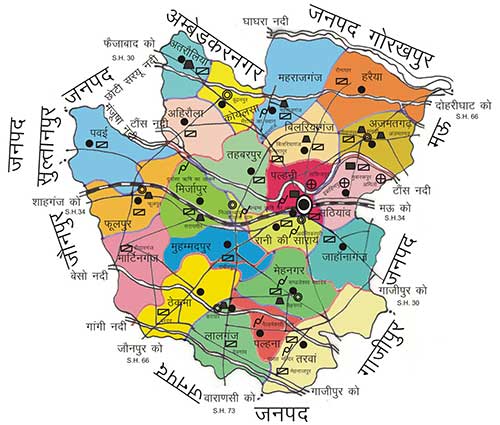 जनपद गोरखपुर
घाघरा नदी
अम्बेडकरनगर
फैजाबाद को
S.H. 30
अतरौलिया
महराजगंज
हरैया
छोटी सरयू नदी
जनपद
कोयलसा
दोहरीघाट को
S.H. 66
मंजुषा नदी
टौंस नदी
अहिरौला
बिलरियागंज
अजमतगढ़
मऊ
जनपद
सुल्तानपुर
पवई
तहबरपुर
पल्हनी
टौंस नदी
शाहगंज को
S.H.34
मिर्जापुर
सठियांव
मऊ को
S.H.34
जौनपुर
फूलपुर
रानी की सराय
मार्टिनगंज
मुहम्मदपुर
जाहानागंज
जनपद
बेसो नदी
मेहनगर
गाजीपुर को
S.H. 30
ठेकमा
गांगी नदी
लालगंज
पल्हना
तरवां
गाजीपुर
जौनपुर को
S.H. 66
जनपद
वाराणसी को
S.H. 73
गाजीपुर को
जनपद